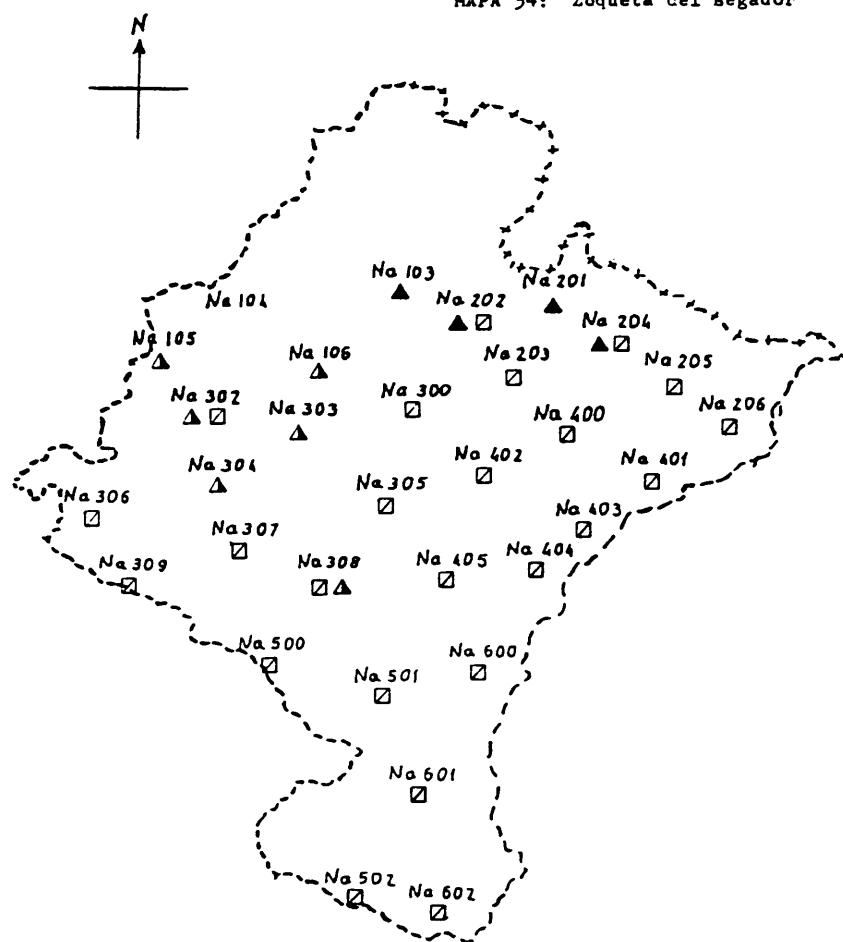 MAPA 54: Zoqueta del segador
N
Na 103
Na 201
Na 104
Na 202
Na 204
Na 105
Na 106
Na 203
Na 205
Na 300
Na 302
Na 303
Na 400
Na 206
Na 402
Na 401
Na 304
Na 305
Na 306
Na 403
Na 307
Na 404
Na 309
Na 308
Na 405
Na 500
Na 600
Na 501
Na 601
Na 502
Na 602